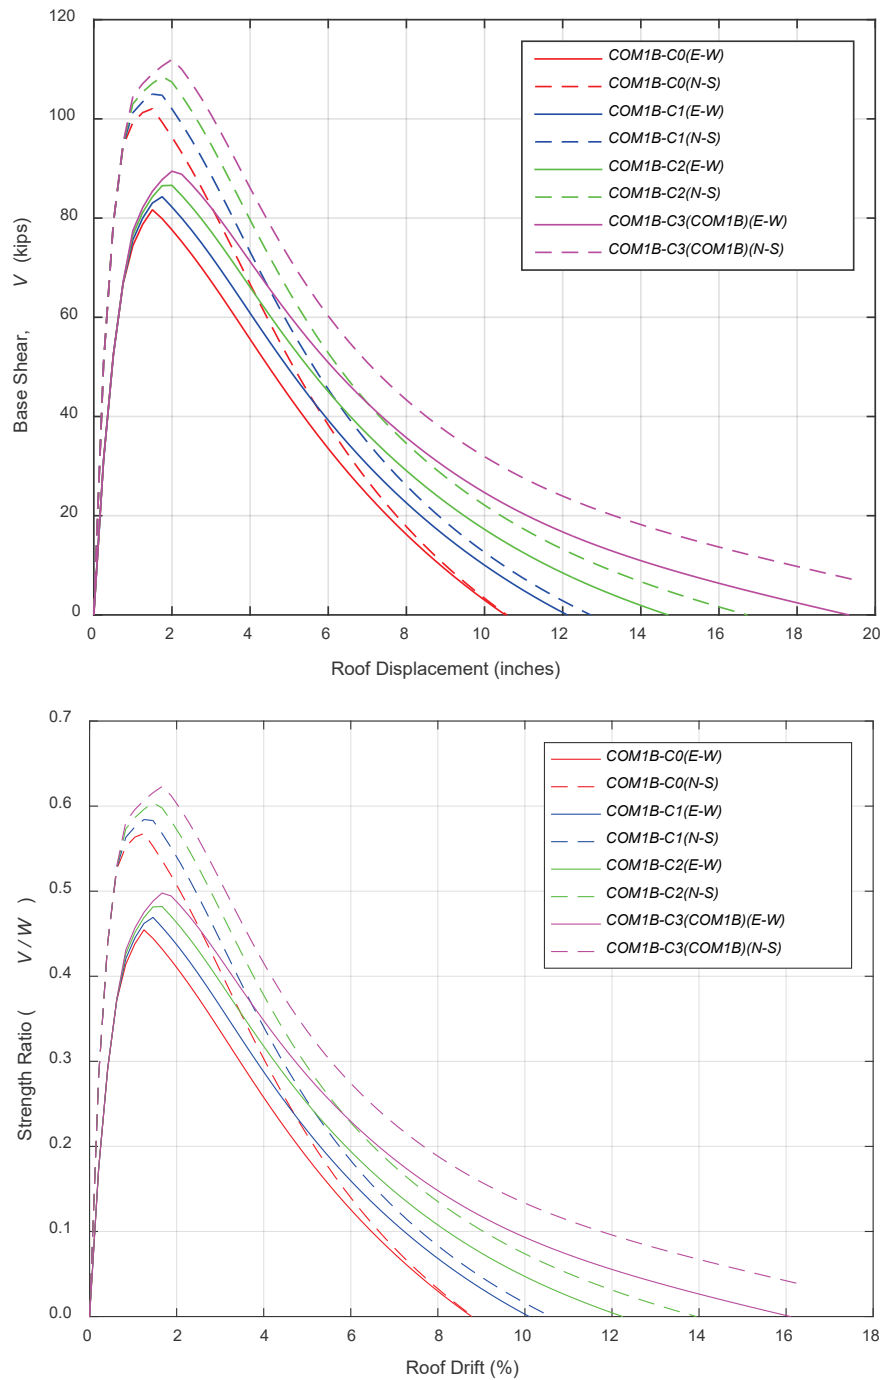 120
100
80
60
40
20
0
Base Shear, V (kips)
COM1B-C0(E-W)
COM1B-C0(N-S)
COM1B-C1(E-W)
COM1B-C1(N-S)
COM1B-C2(E-W)
COM1B-C2(N-S)
COM1B-C3(COM1B)(E-W)
COM1B-C3(COM1B)(N-S)
0 2 4 6 8 10 12 14 16 18 20
Roof Displacement (inches)
0.7
0.6
0.5
0.4
0.3
0.2
0.1
0.0
Strength Ratio ( V / W )
COM1B-C0(E-W)
COM1B-C0(N-S)
COM1B-C1(E-W)
COM1B-C1(N-S)
COM1B-C2(E-W)
COM1B-C2(N-S)
COM1B-C3(COM1B)(E-W)
COM1B-C3(COM1B)(N-S)
0 2 4 6 8 10 12 14 16 18
Roof Drift (%)